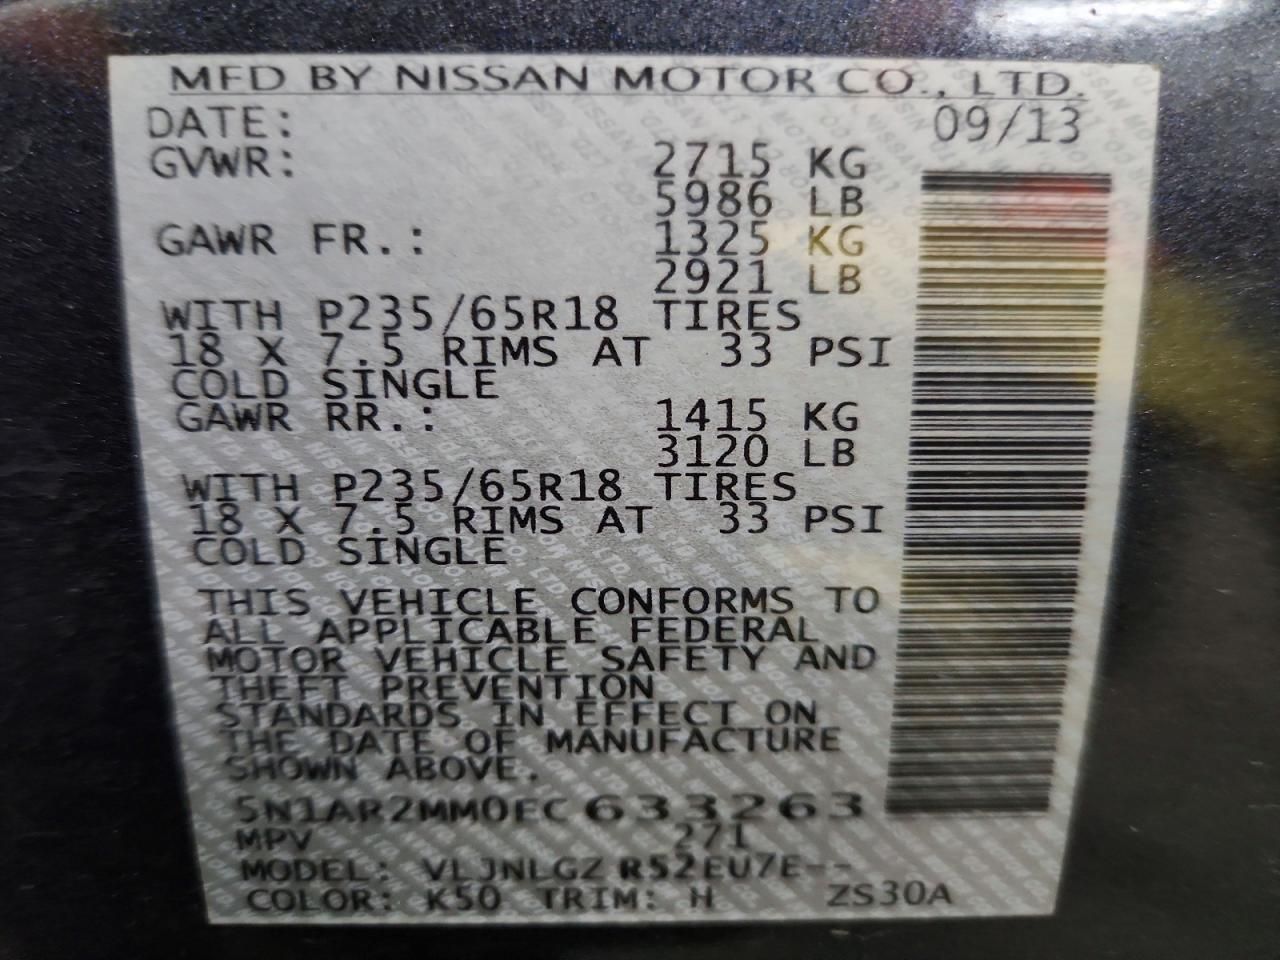 MFD BY NISSAN MOTOR CO., LTD.
DATE: 09/13
GVWR: 2715 KG
5986 LB
GAWR FR.: 1325 KG
2921 LB
WITH P235/65R18 TIRES
18 X 7.5 RIMS AT 33 PSI
COLD SINGLE
GAWR RR.: 1415 KG
3120 LB
WITH P235/65R18 TIRES
18 X 7.5 RIMS AT 33 PSI
COLD SINGLE
THIS VEHICLE CONFORMS TO
ALL APPLICABLE FEDERAL
MOTOR VEHICLE SAFETY AND
THEFT PREVENTION
STANDARDS IN EFFECT ON
THE DATE OF MANUFACTURE
SHOWN ABOVE.
5N1AR2MM0EC633263
MPV 271
MODEL: VLJNLGZ R52EU7E--
COLOR: K50 TRIM: H ZS30A